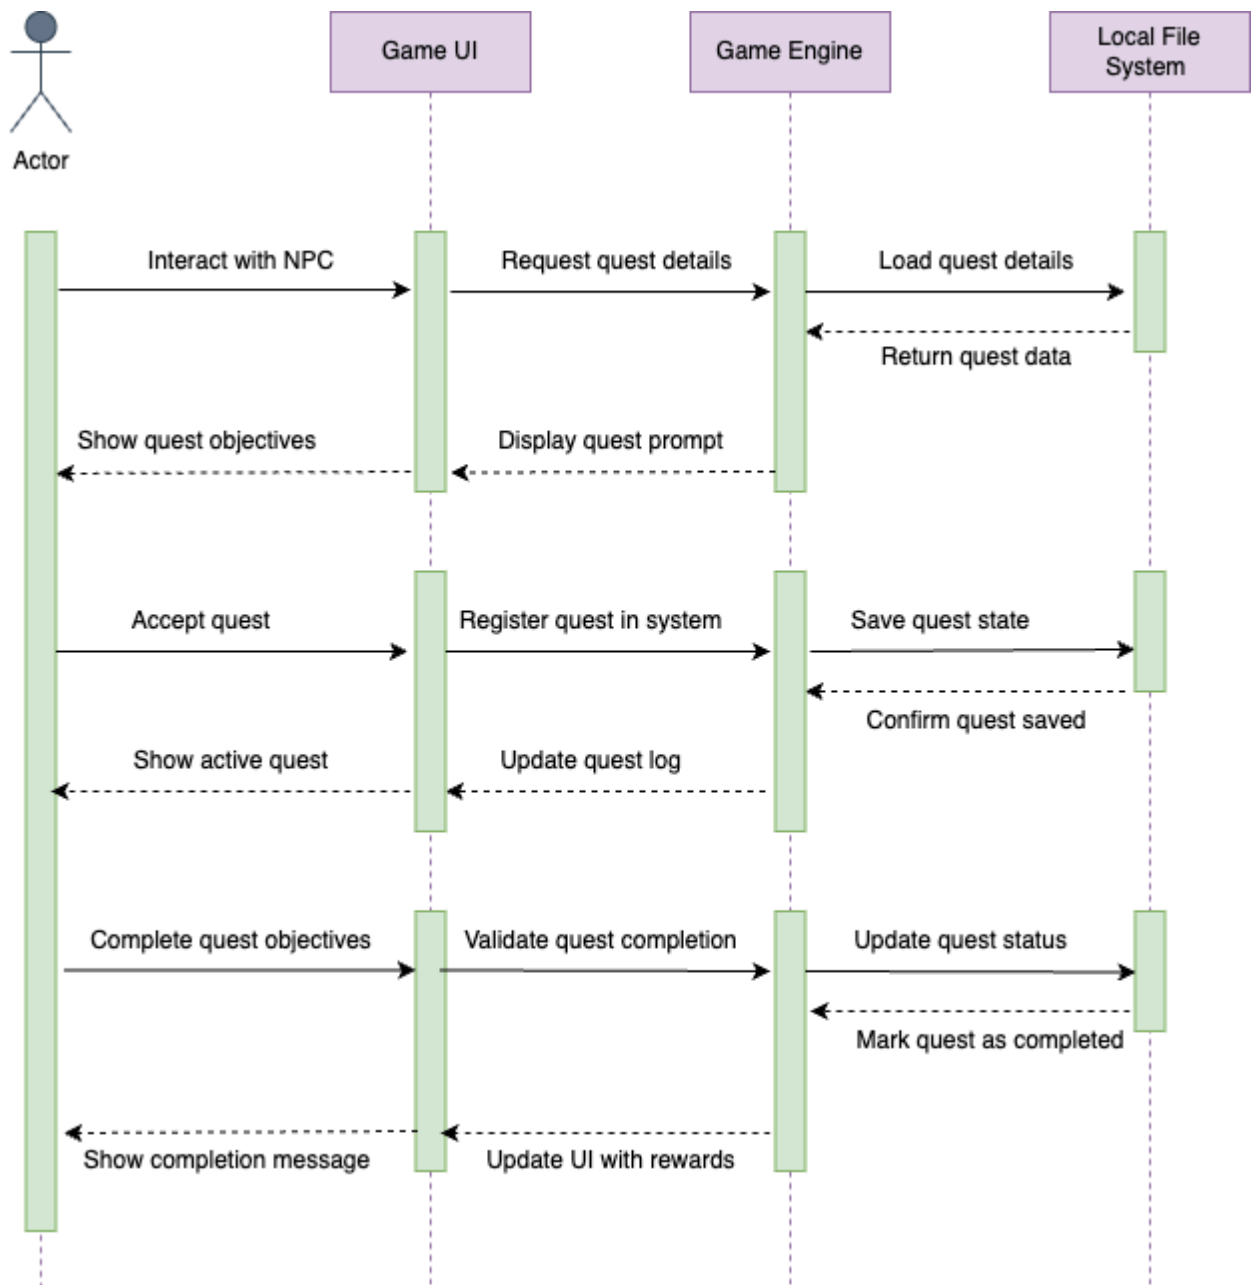 Game UI
Game Engine
Local File
System
Actor
Interact with NPC
Request quest details
Load quest details
Return quest data
Show quest objectives
Display quest prompt
Accept quest
Register quest in system
Save quest state
Confirm quest saved
Show active quest
Update quest log
Complete quest objectives
Validate quest completion
Update quest status
Mark quest as completed
Show completion message
Update UI with rewards